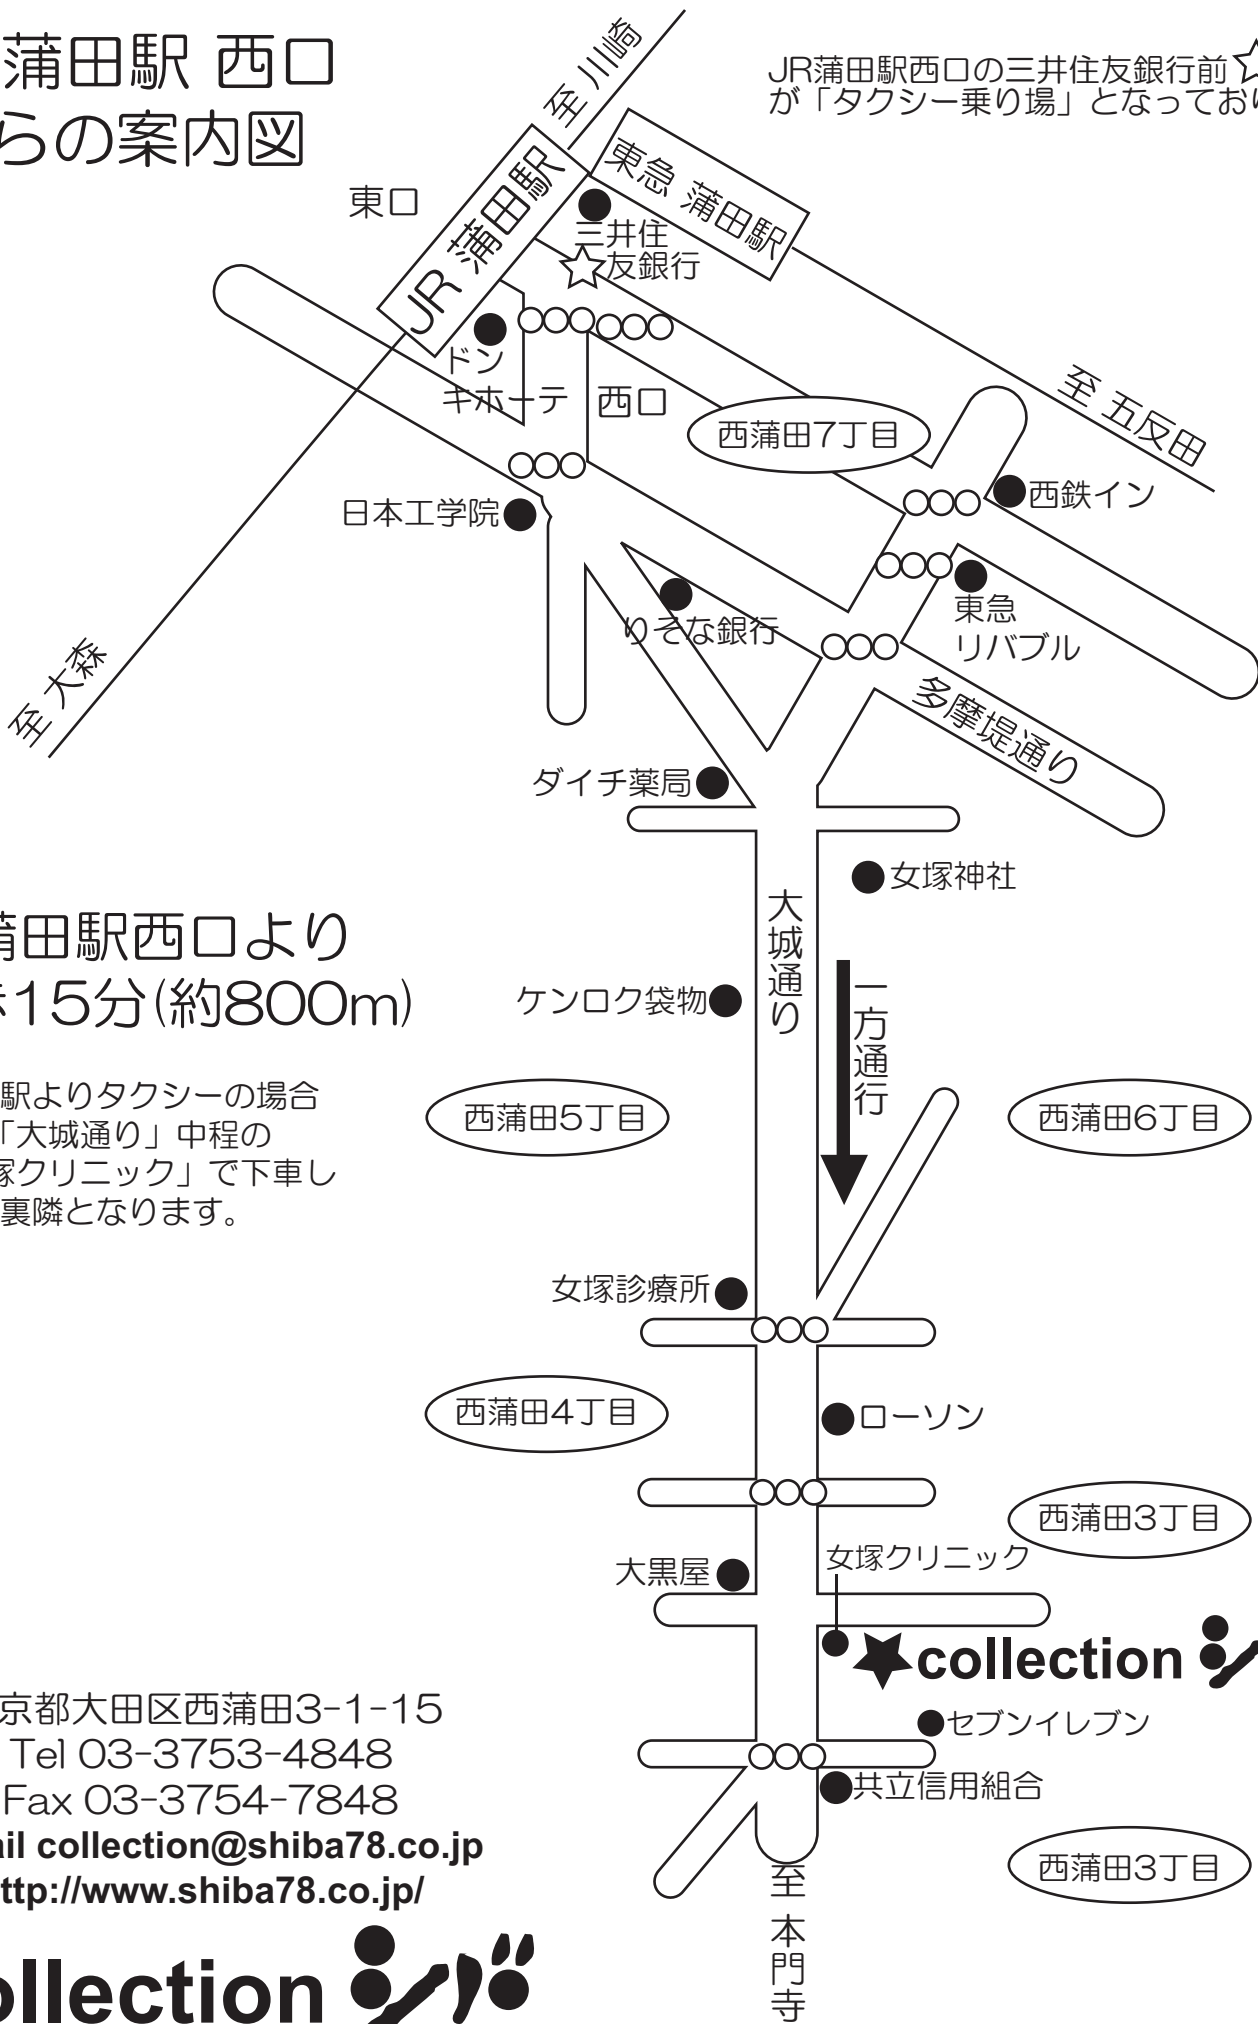 蒲田駅 西口
らの案内図
JR蒲田駅西口の三井住友銀行前☆
が「タクシー乗り場」となっており
至 川崎
東急 蒲田駅
JR 蒲田駅
東口
三井住
☆友銀行
ドン
キホーテ
西口
西蒲田7丁目
至 五反田
西鉄イン
日本工学院
東急
リバブル
りそな銀行
至 大森
多摩堤通り
ダイチ薬局
女塚神社
大城通り
蒲田駅西口より
歩15分(約800m)
ケンロク袋物
一方通行
駅よりタクシーの場合
「大城通り」中程の
塚クリニック」で下車し
裏隣となります。
西蒲田5丁目
西蒲田6丁目
女塚診療所
西蒲田4丁目
ローソン
西蒲田3丁目
大黒屋
女塚クリニック
★collection シ
セブンイレブン
共立信用組合
西蒲田3丁目
京都大田区西蒲田3-1-15
Tel 03-3753-4848
Fax 03-3754-7848
ail collection@shiba78.co.jp
ttp://www.shiba78.co.jp/
ollection シバ
至 本門寺